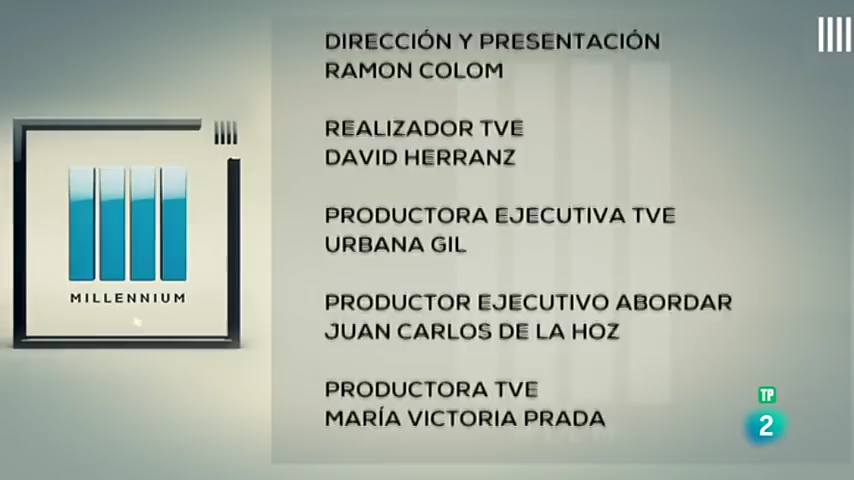 DIRECCIÓN Y PRESENTACIÓN
RAMON COLOM
REALIZADOR TVE
DAVID HERRANZ
PRODUCTORA EJECUTIVA TVE
URBANA GIL
PRODUCTOR EJECUTIVO ABORDAR
JUAN CARLOS DE LA HOZ
PRODUCTORA TVE
MARÍA VICTORIA PRADA
MILLENNIUM
TP
2